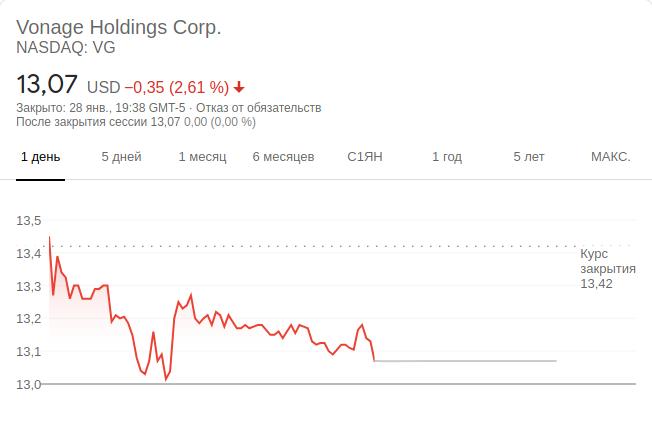 Vonage Holdings Corp.
NASDAQ: VG
13,07 USD −0,35 (2,61 %)
Закрыто: 28 янв., 19:38 GMT-5 · Отказ от обязательств
После закрытия сессии 13,07 0,00 (0,00 %)
1 день 5 дней 1 месяц 6 месяцев С1ЯН 1 год 5 лет МАКС.
13,5
13,4
13,3
13,2
13,1
13,0
Курс
закрытия
13,42